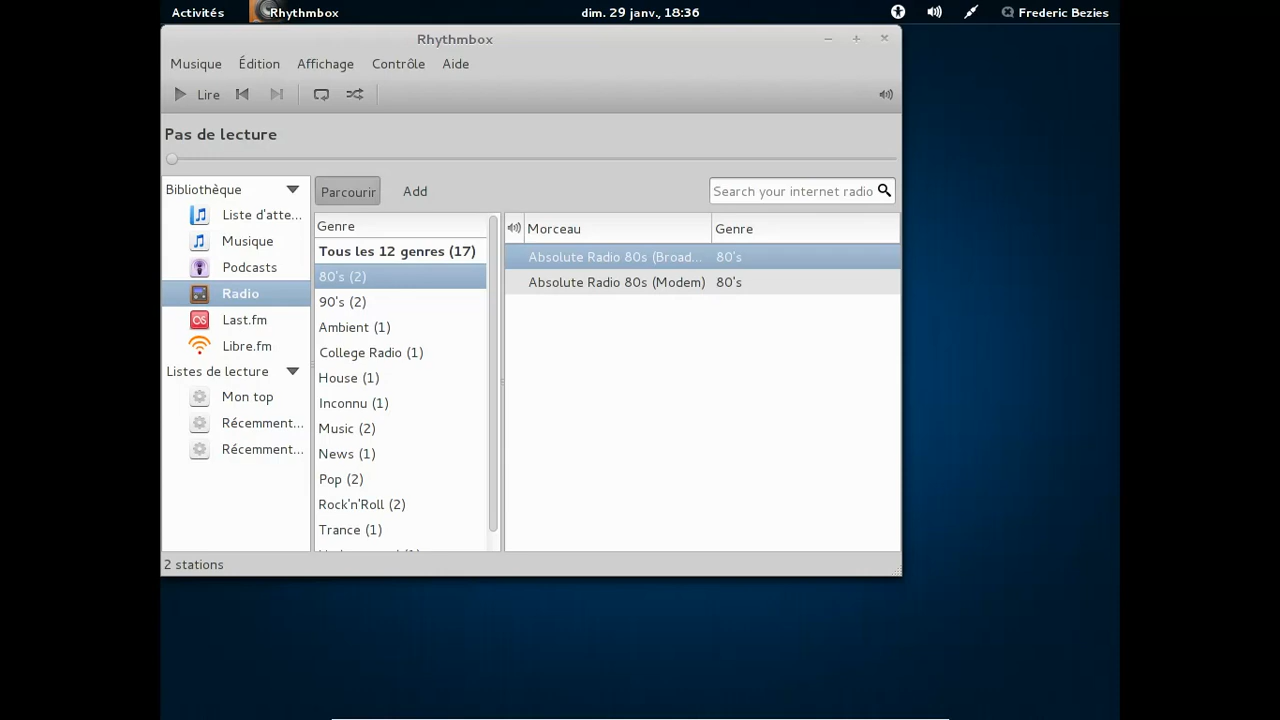 Activités Rhythmbox dim. 29 janv., 18:36 Frederic Bezies
Rhythmbox
Musique Édition Affichage Contrôle Aide
Lire
Pas de lecture
Bibliothèque
Liste d'atte...
Musique
Podcasts
Radio
Last.fm
Libre.fm
Listes de lecture
Mon top
Récemment...
Récemment...
Parcourir Add Search your internet radio
Genre
Tous les 12 genres (17)
80's (2)
90's (2)
Ambient (1)
College Radio (1)
House (1)
Inconnu (1)
Music (2)
News (1)
Pop (2)
Rock'n'Roll (2)
Trance (1)
Morceau Genre
Absolute Radio 80s (Broad... 80's
Absolute Radio 80s (Modem) 80's
2 stations